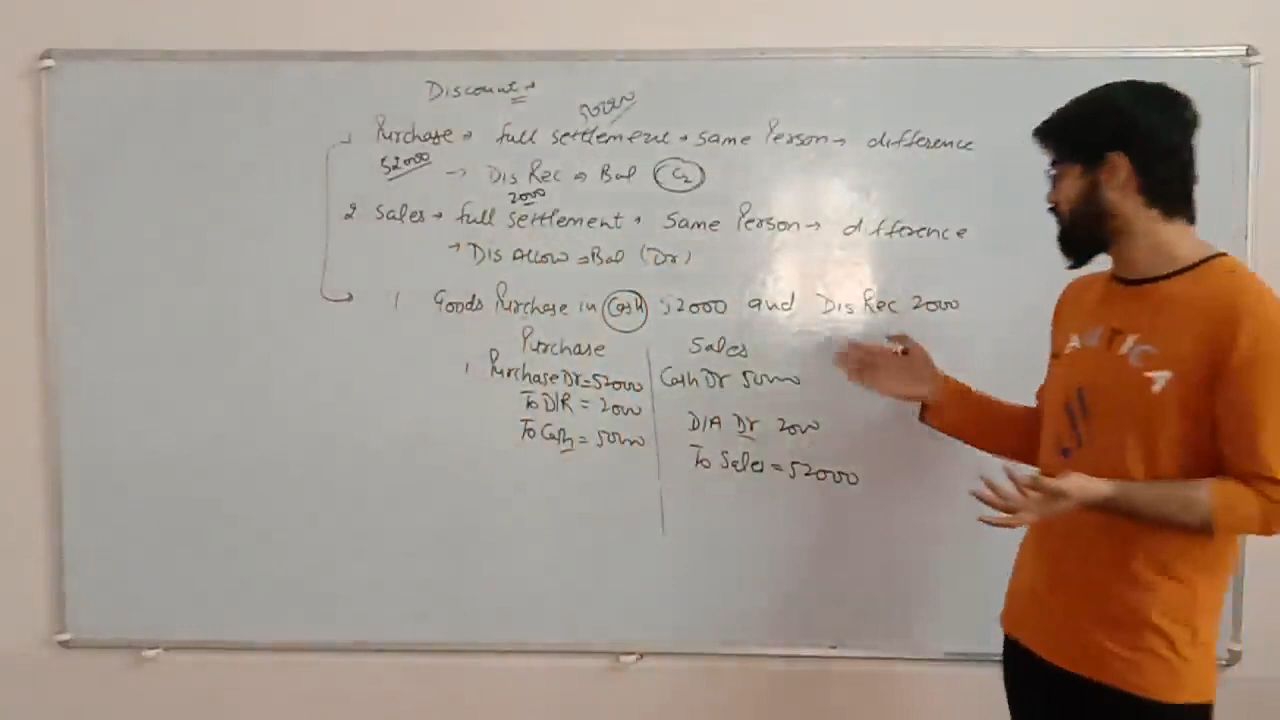 Discount →
50000
1 Purchase → full settlement → same Person → difference
52000 → Dis Rec ⇒ Bal (Cr)
2000
2 Sales → full settlement → same Person → difference
→ Dis Allow ⇒ Bal (Dr)
1 Goods Purchase in Cash 52000 and Dis Rec 2000
Purchase Sales
1 Purchase Dr = 52000 Cash Dr 50000
To D/R = 2000 D/A Dr 2000
To Cash = 50000 To Sales = 52000